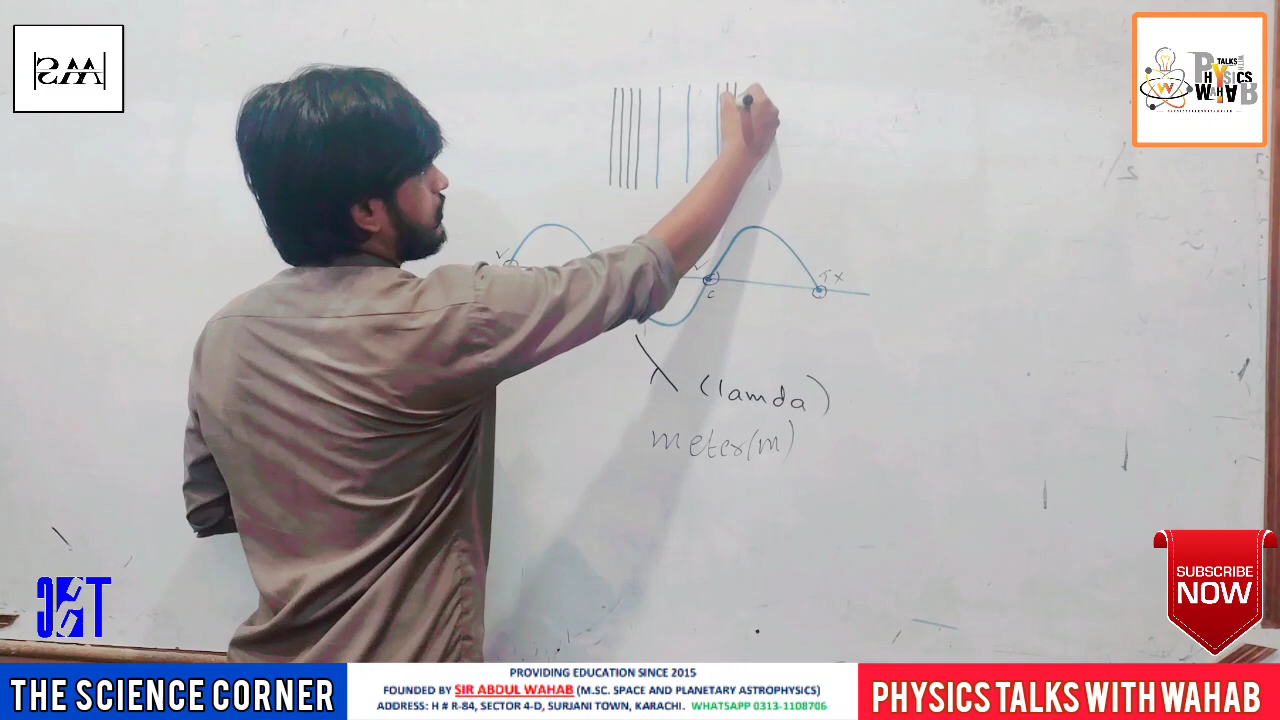 PHYSICS
TALKS
WITH
WAHAB
V
V
C
T X
λ (lamda)
meter(m)
SUBSCRIBE
NOW
THE SCIENCE CORNER
PROVIDING EDUCATION SINCE 2015
FOUNDED BY SIR ABDUL WAHAB (M.SC. SPACE AND PLANETARY ASTROPHYSICS)
ADDRESS: H # R-84, SECTOR 4-D, SURJANI TOWN, KARACHI. WHATSAPP 0313-1108706
PHYSICS TALKS WITH WAHAB